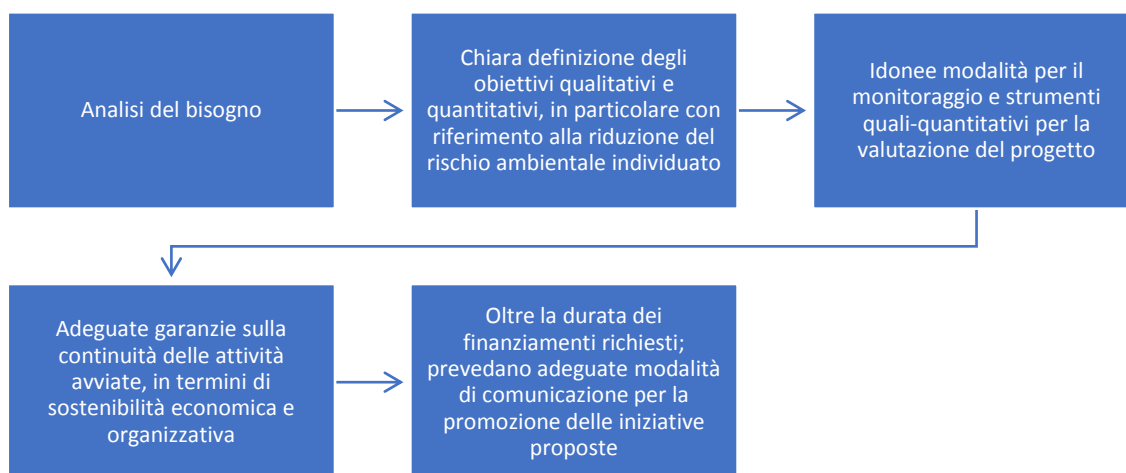 Analisi del bisogno
Chiara definizione degli
obiettivi qualitativi e
quantitativi, in particolare con
riferimento alla riduzione del
rischio ambientale individuato
Idonee modalità per il
monitoraggio e strumenti
quali-quantitativi per la
valutazione del progetto
Adeguate garanzie sulla
continuità delle attività
avviate, in termini di
sostenibilità economica e
organizzativa
Oltre la durata dei
finanziamenti richiesti;
prevedano adeguate modalità
di comunicazione per la
promozione delle iniziative
proposte